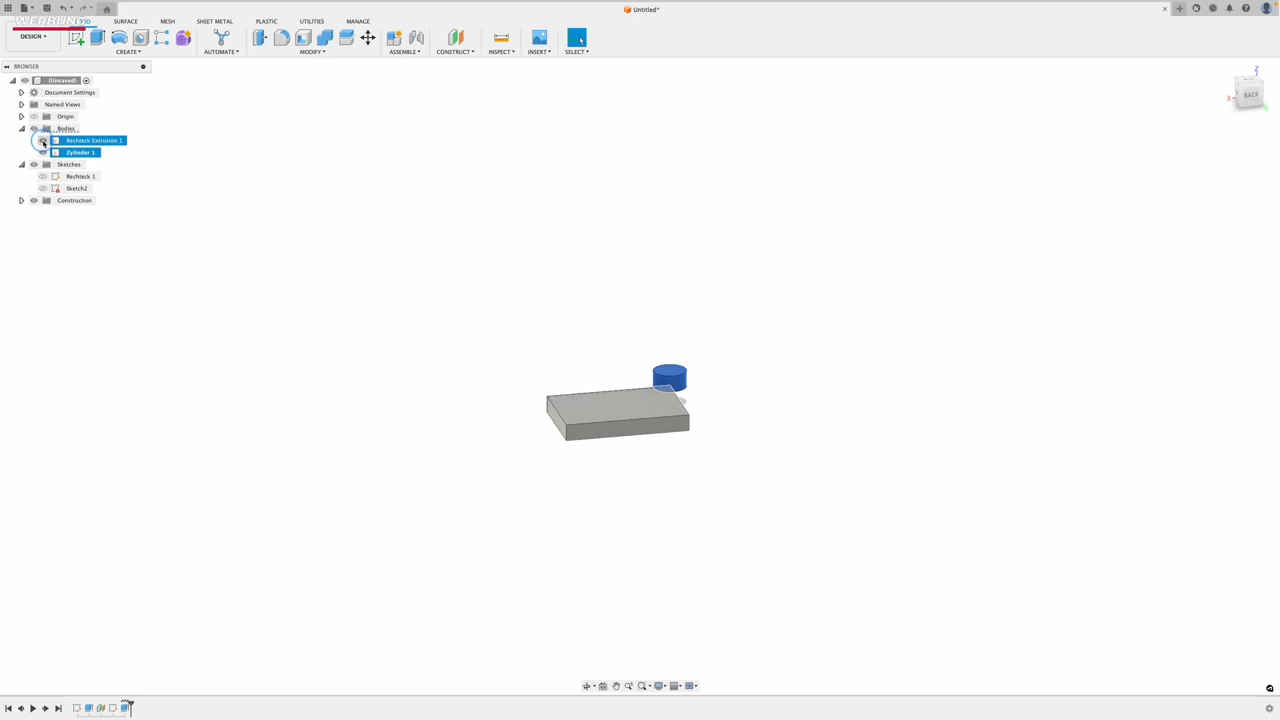 Untitled*
WERBUNG
SURFACE
MESH
SHEET METAL
PLASTIC
UTILITIES
MANAGE
DESIGN
CREATE
AUTOMATE
MODIFY
ASSEMBLE
CONSTRUCT
INSPECT
INSERT
SELECT
BROWSER
(Unsaved)
Document Settings
Named Views
Origin
Bodies
Rechteck Extrusion 1
Zylinder 1
Sketches
Rechteck 1
Sketch2
Construction
Z
BACK
X